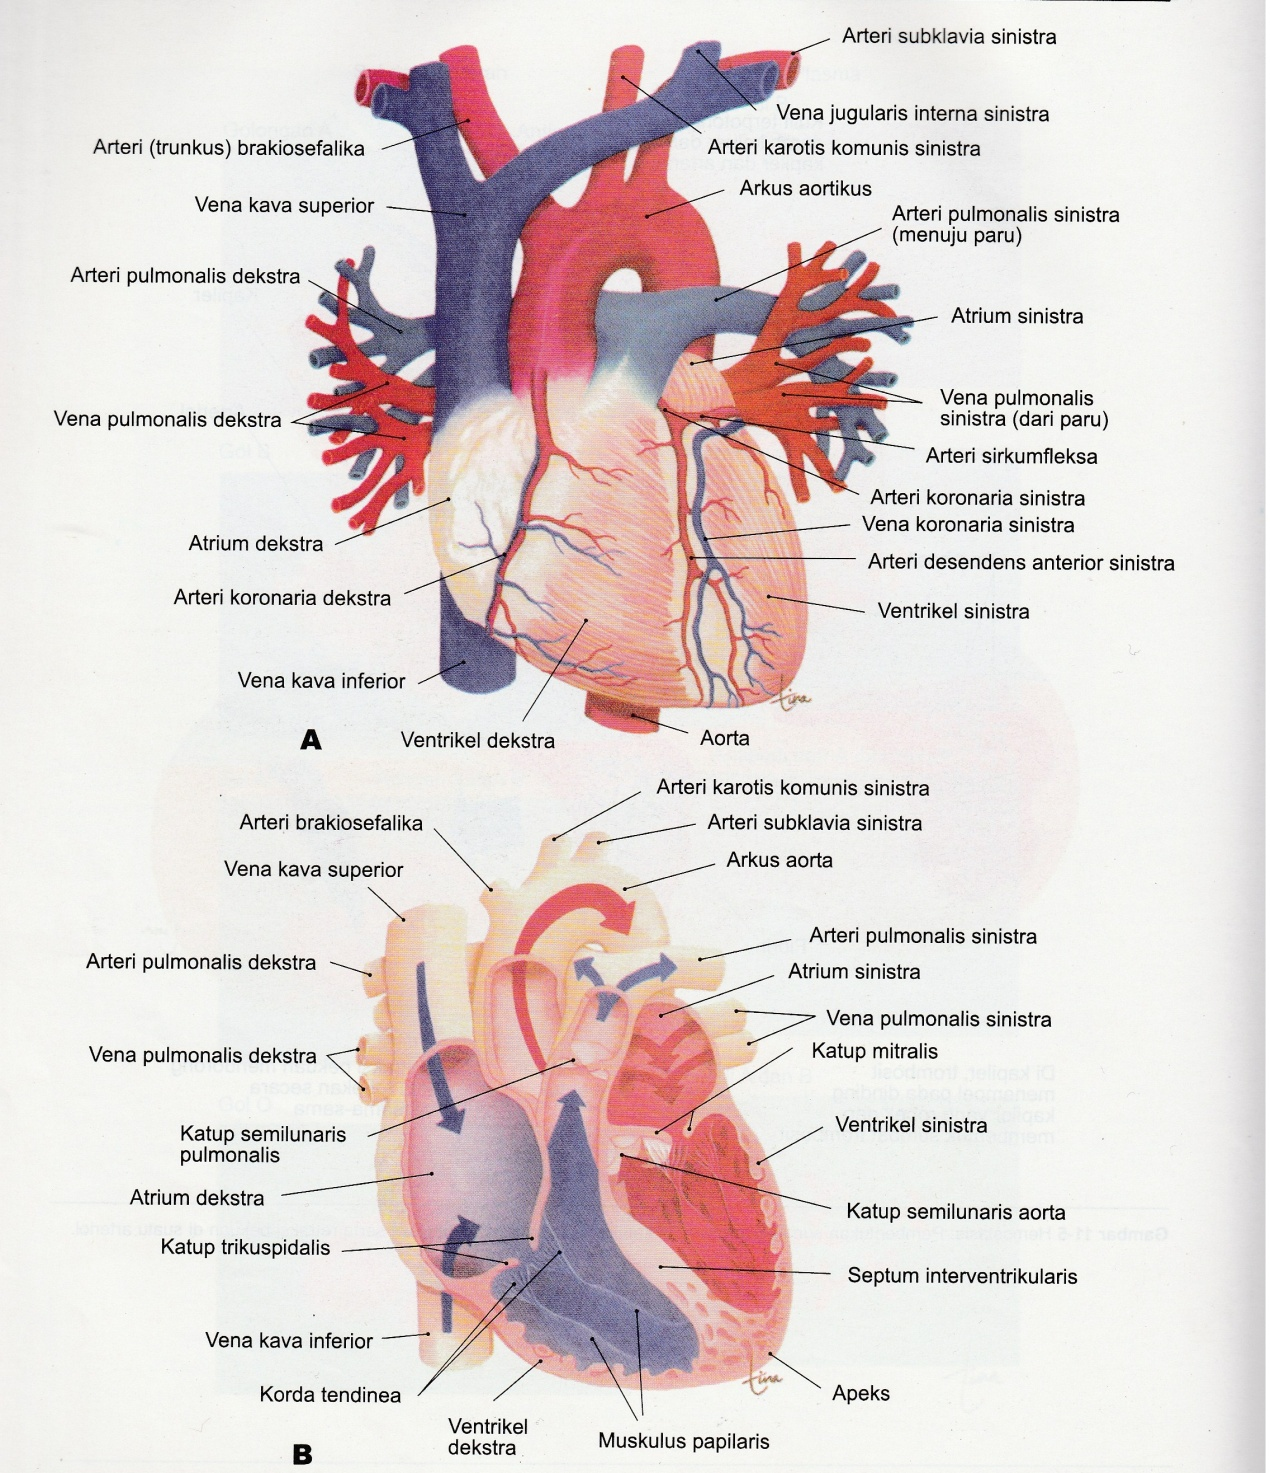 Arteri subklavia sinistra
Vena jugularis interna sinistra
Arteri (trunkus) brakiosefalika
Arteri karotis komunis sinistra
Arkus aortikus
Vena kava superior
Arteri pulmonalis sinistra
(menuju paru)
Arteri pulmonalis dekstra
Atrium sinistra
Vena pulmonalis
sinistra (dari paru)
Vena pulmonalis dekstra
Arteri sirkumfleksa
Arteri koronaria sinistra
Vena koronaria sinistra
Atrium dekstra
Arteri desendens anterior sinistra
Arteri koronaria dekstra
Ventrikel sinistra
Vena kava inferior
Tina
A
Ventrikel dekstra
Aorta
Arteri karotis komunis sinistra
Arteri brakiosefalika
Arteri subklavia sinistra
Arkus aorta
Vena kava superior
Arteri pulmonalis sinistra
Arteri pulmonalis dekstra
Atrium sinistra
Vena pulmonalis sinistra
Vena pulmonalis dekstra
Katup mitralis
Katup semilunaris
pulmonalis
Ventrikel sinistra
Atrium dekstra
Katup semilunaris aorta
Katup trikuspidalis
Septum interventrikularis
Vena kava inferior
Tina
Korda tendinea
Apeks
Ventrikel
dekstra
Muskulus papilaris
B